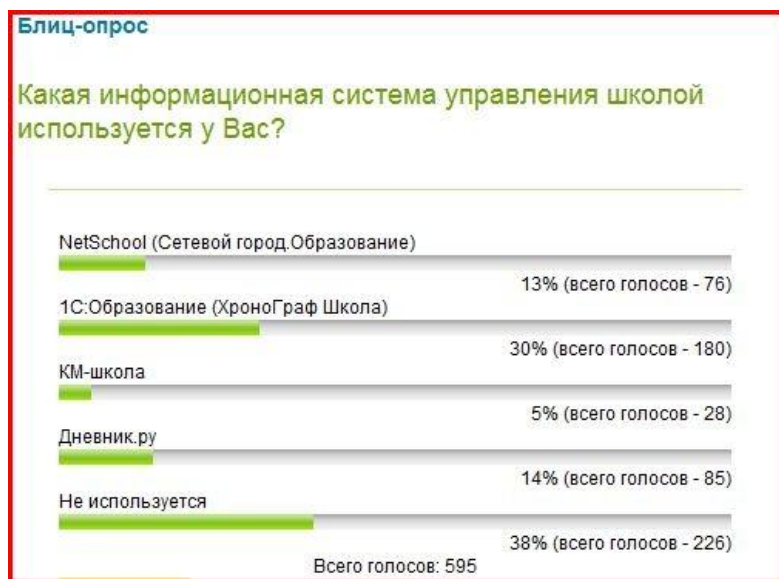 Блиц-опрос
Какая информационная система управления школой
используется у Вас?
NetSchool (Сетевой город.Образование)
13% (всего голосов - 76)
1С:Образование (ХроноГраф Школа)
30% (всего голосов - 180)
КМ-школа
5% (всего голосов - 28)
Дневник.ру
14% (всего голосов - 85)
Не используется
38% (всего голосов - 226)
Всего голосов: 595